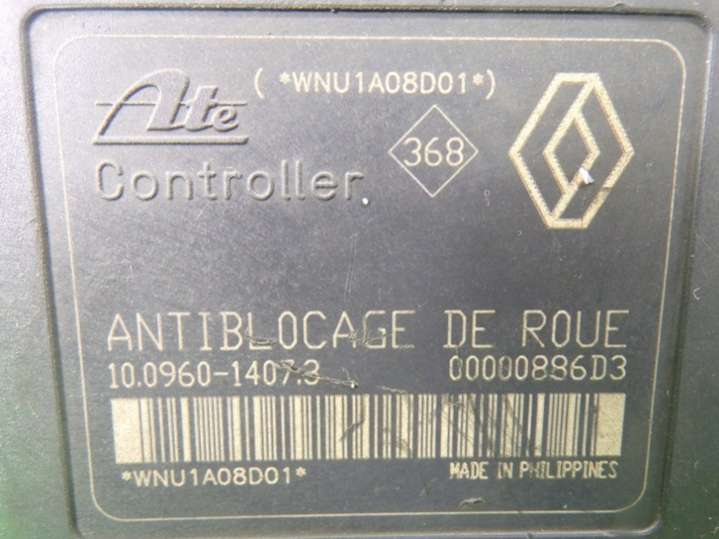 (*WNU1A08D01*)
Ate
368
Controller
ANTIBLOCAGE DE ROUE
10.0960-1407.3 00000886D3
*WNU1A08D01* MADE IN PHILIPPINES